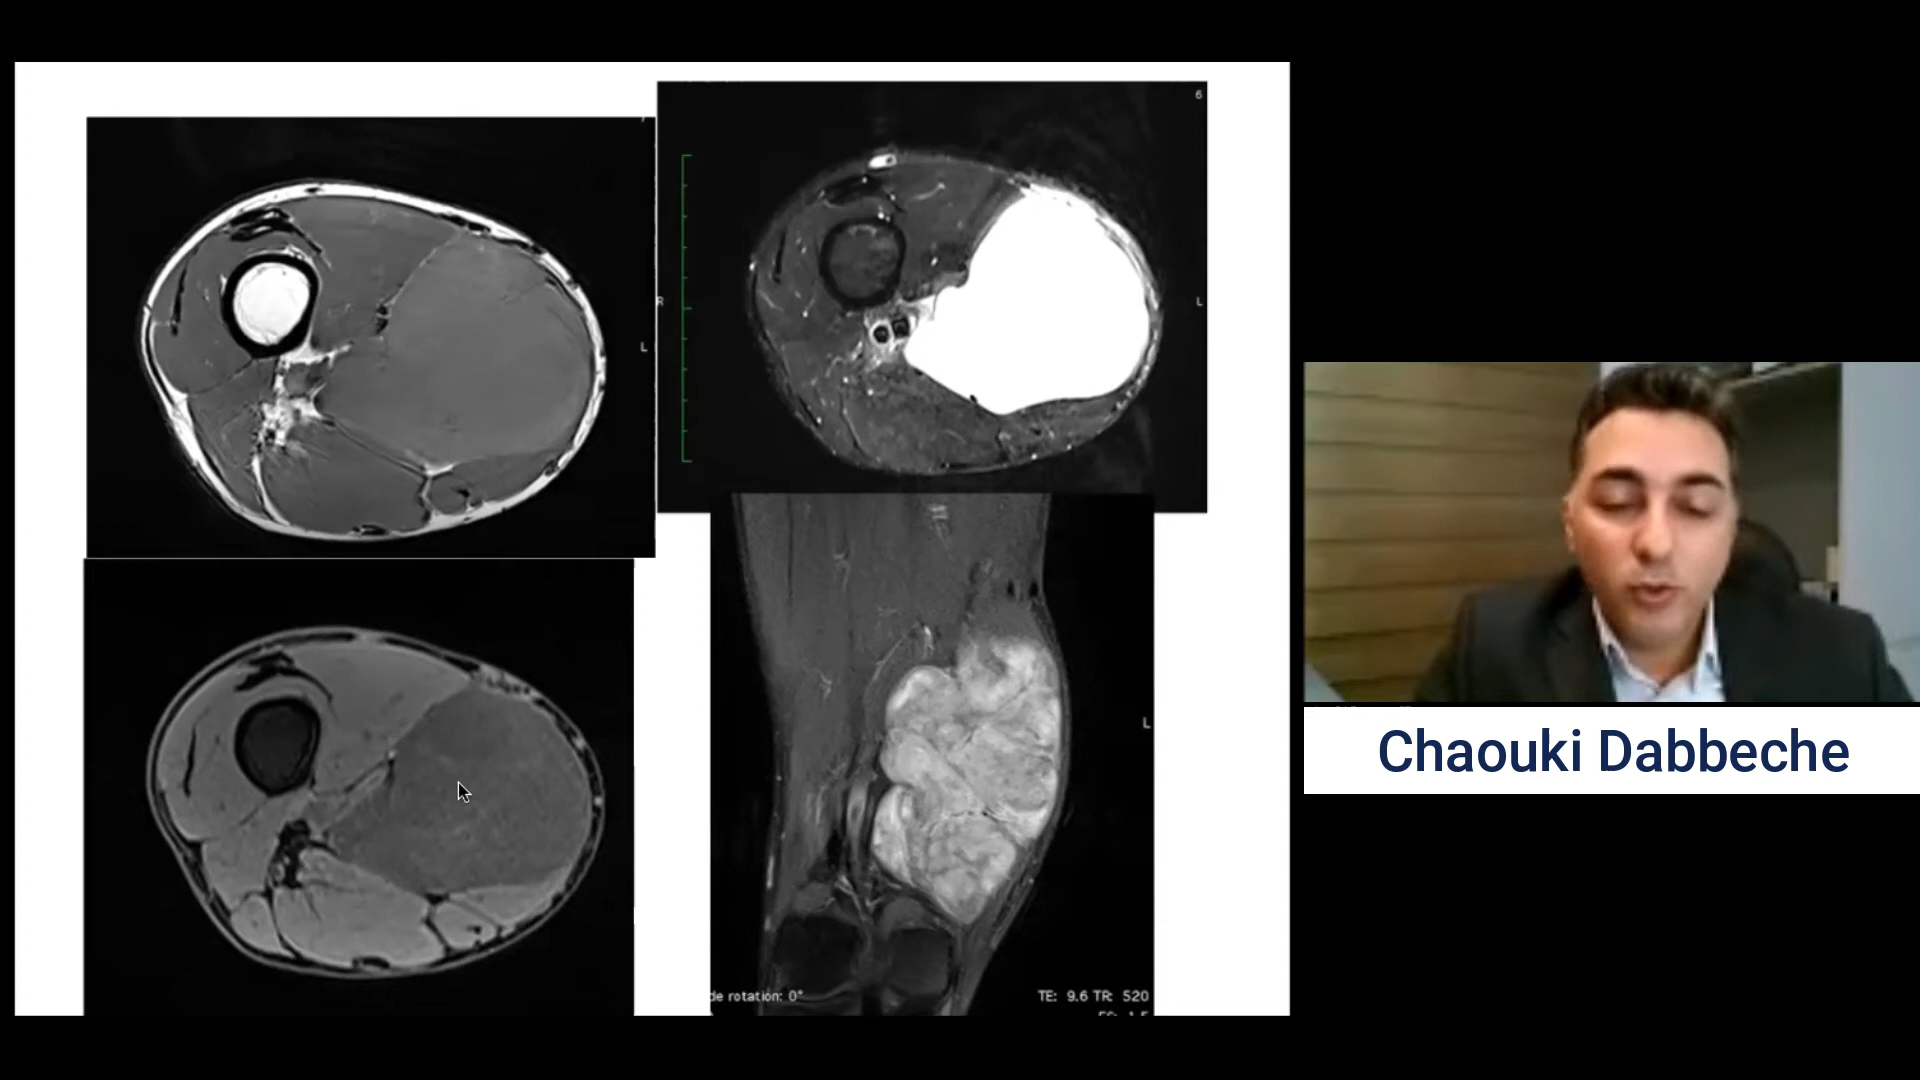 6
R
L
L
L
de rotation: 0°
TE: 9.6 TR: 520
Chaouki Dabbeche